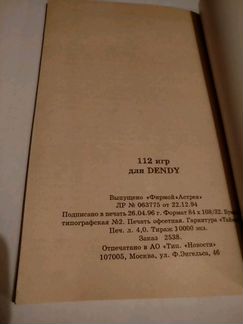 112 игр
для DENDY
Выпущено «Фирмой«Астрея»
ЛР № 063775 от 22.12.94
Подписано в печать 26.04.96 г. Формат 84 х 108/32.
типографская №2. Печать офсетная. Гарнитура
Печ. л. 4,0. Тираж 10000 экз.
Заказ 2538.
Отпечатано в АО «Тип. «Новости»
107005, Москва, ул. Ф.Энгельса, 46